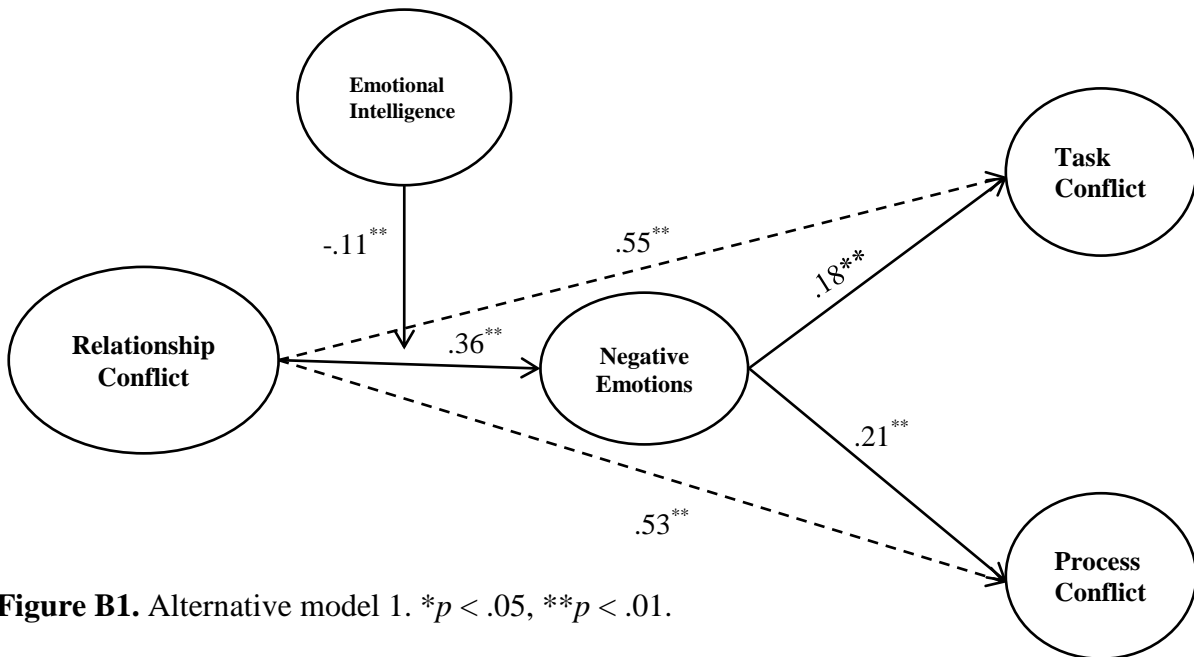 Emotional
Intelligence
Task
Conflict
-.11**
.55**
.18**
Relationship
Conflict
.36**
Negative
Emotions
.21**
.53**
Process
Conflict
Figure B1. Alternative model 1. *p < .05, **p < .01.